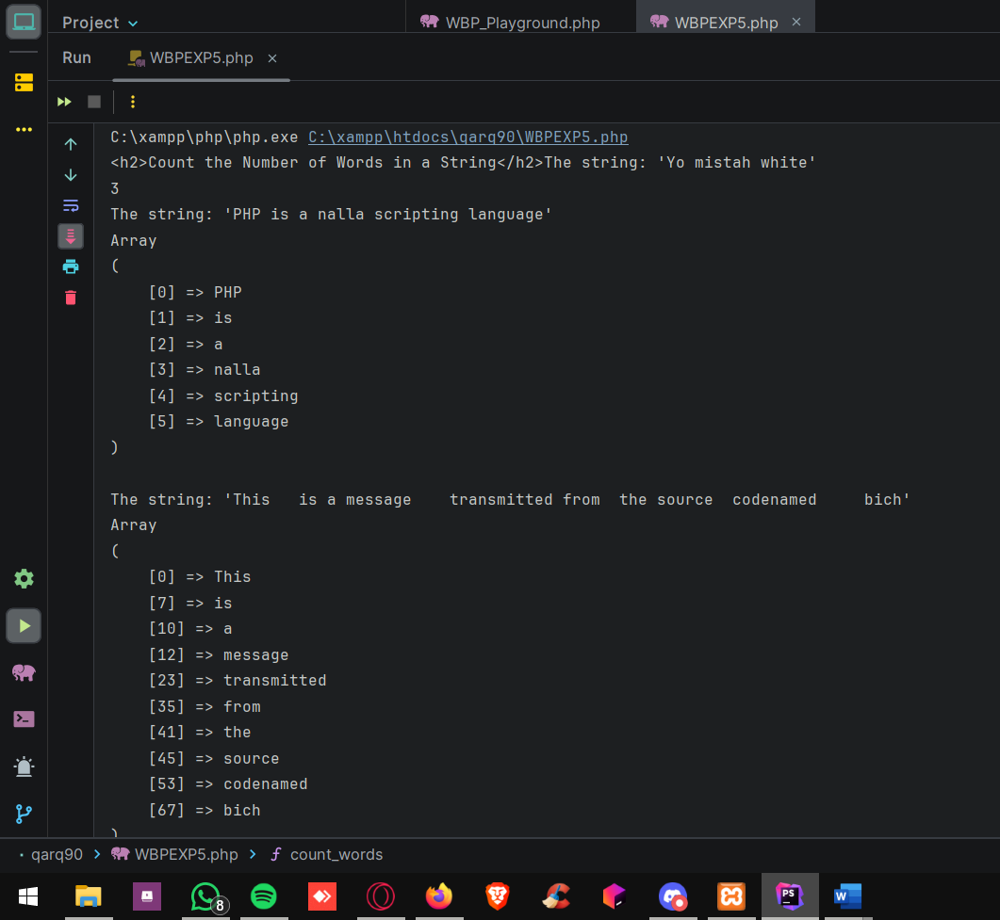 Project
WBP_Playground.php
WBPEXP5.php
Run
WBPEXP5.php
C:\xampp\php\php.exe C:\xampp\htdocs\qarq90\WBPEXP5.php
<h2>Count the Number of Words in a String</h2>The string: 'Yo mistah white'
3
The string: 'PHP is a nalla scripting language'
Array
(
    [0] => PHP
    [1] => is
    [2] => a
    [3] => nalla
    [4] => scripting
    [5] => language
)
The string: 'This   is a message    transmitted from  the source  codenamed     bich'
Array
(
    [0] => This
    [7] => is
    [10] => a
    [12] => message
    [23] => transmitted
    [35] => from
    [41] => the
    [45] => source
    [53] => codenamed
    [67] => bich
)
qarq90 > WBPEXP5.php > f count_words
8
PS
W